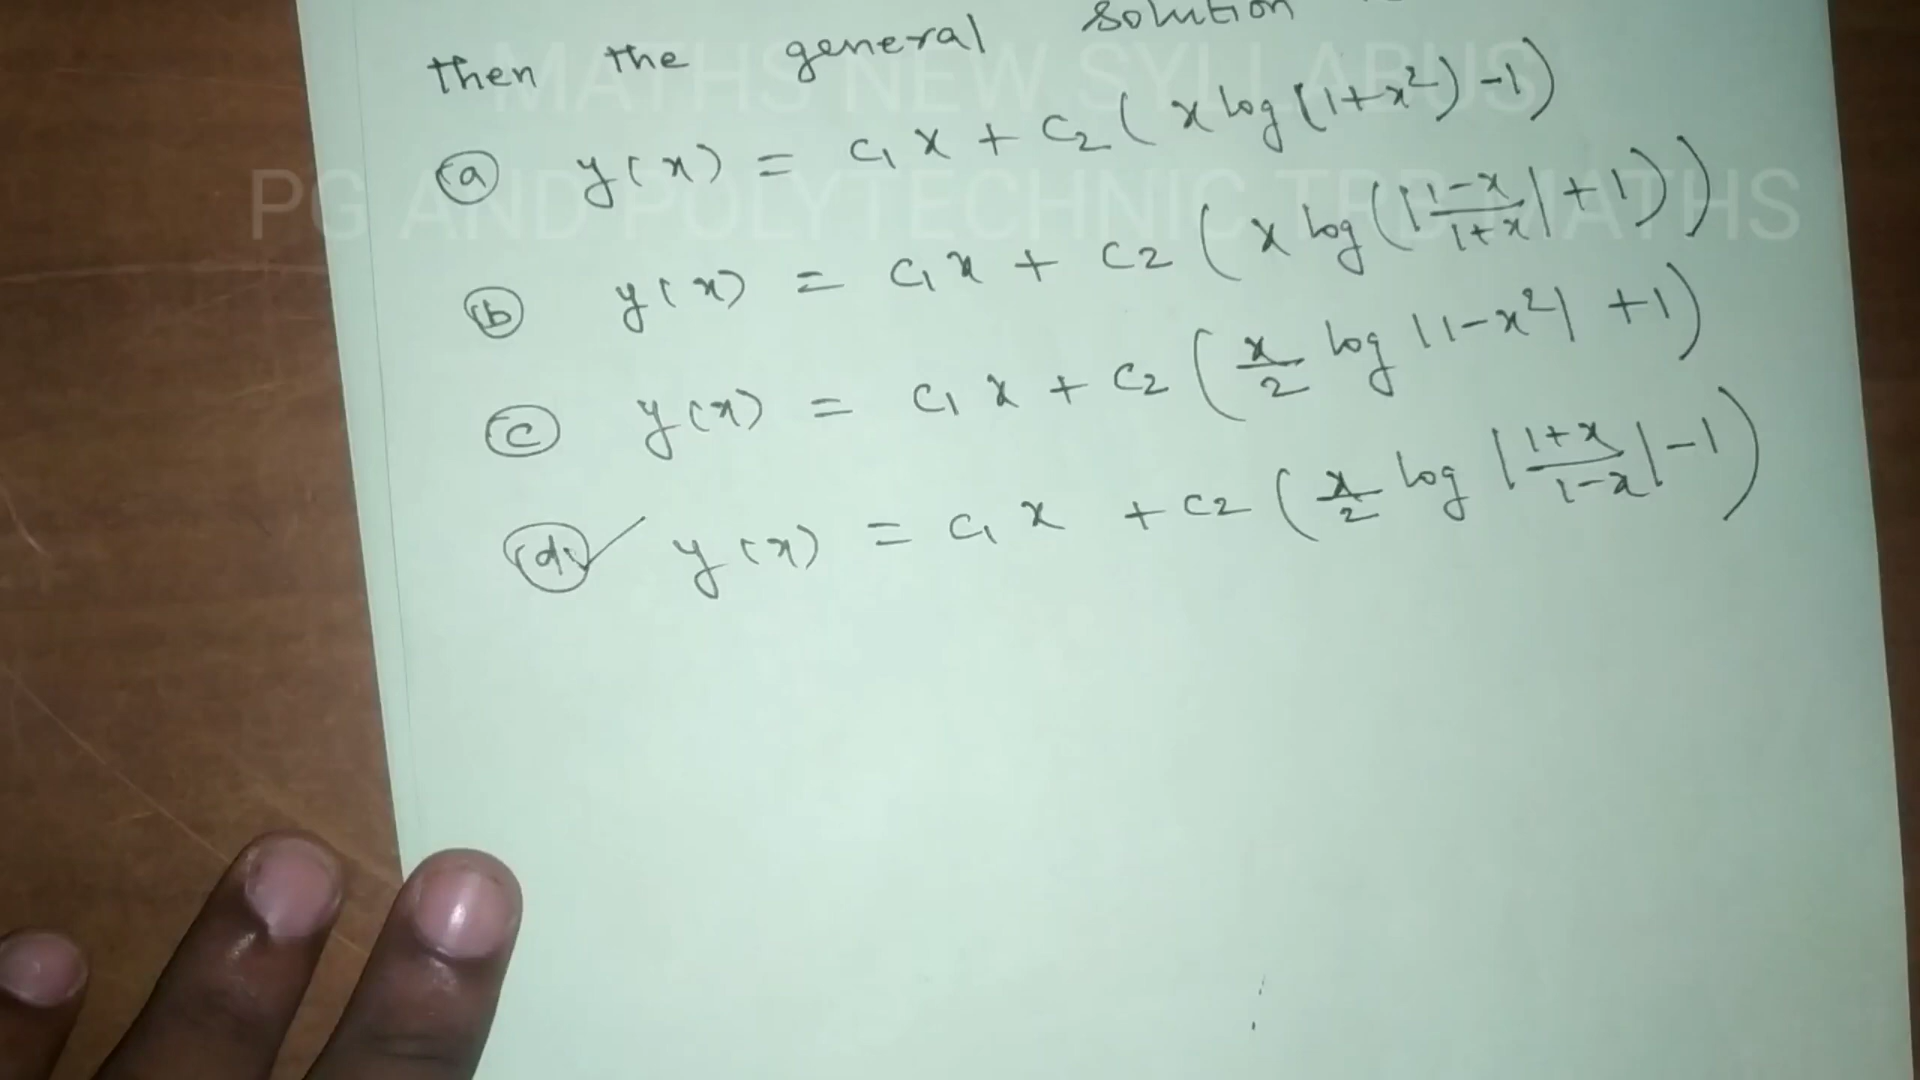 then the general solution
MATHS NEW SYLLABUS
PG AND POLYTECHNIC TRB MATHS
(a) y(x) = c₁x + c₂(x log(1+x²)-1)
(b) y(x) = c₁x + c₂(x log(|1-x/1+x|+1))
(c) y(x) = c₁x + c₂(x/2 log|1-x²| +1)
(d) ✓ y(x) = c₁x + c₂(x/2 log|1+x/1-x|-1)